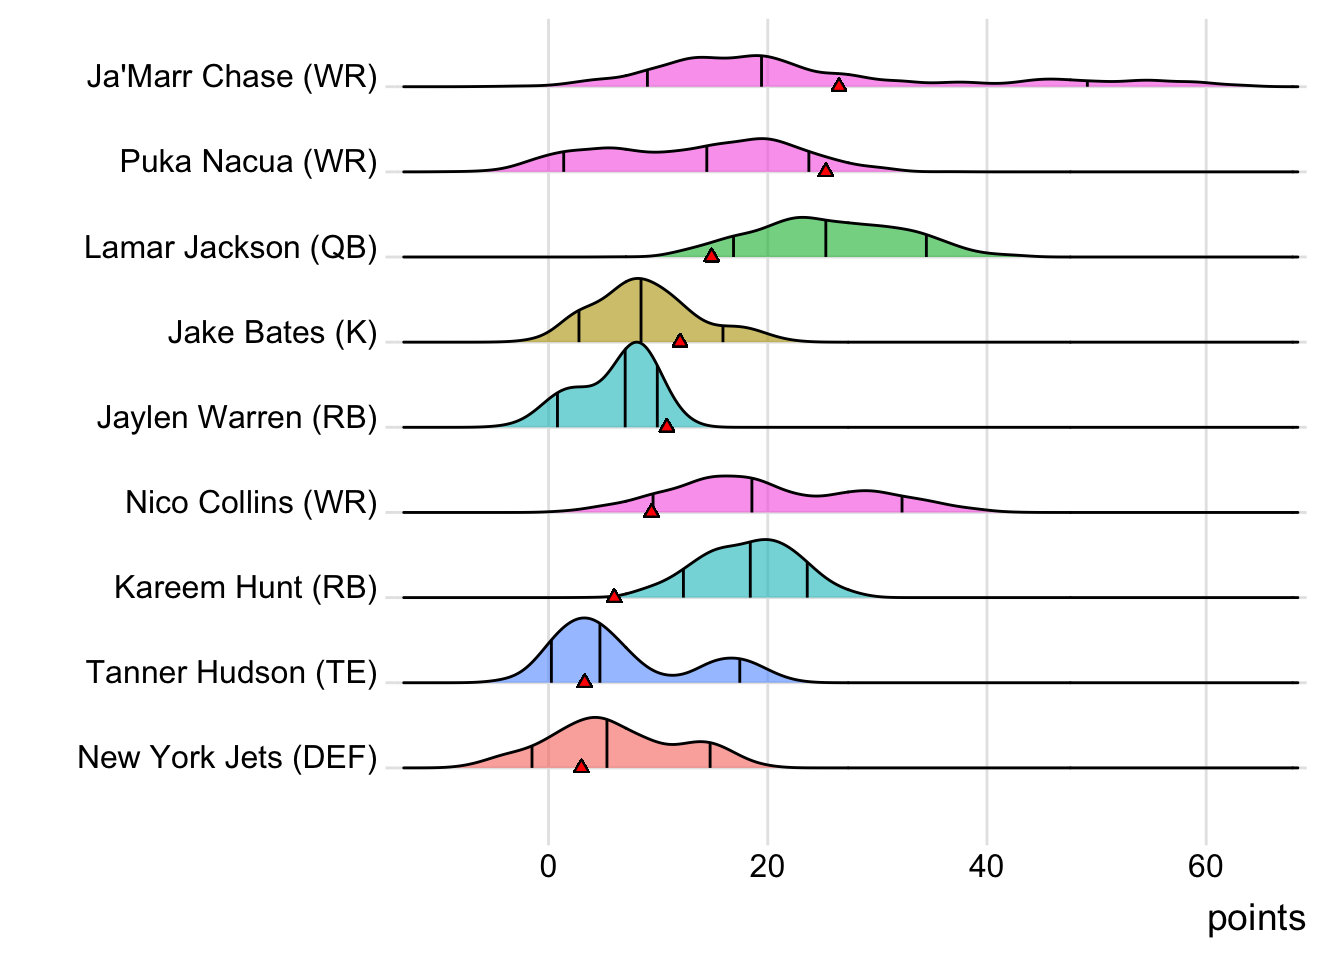 Ja'Marr Chase (WR)
Puka Nacua (WR)
Lamar Jackson (QB)
Jake Bates (K)
Jaylen Warren (RB)
Nico Collins (WR)
Kareem Hunt (RB)
Tanner Hudson (TE)
New York Jets (DEF)
0 20 40 60
points